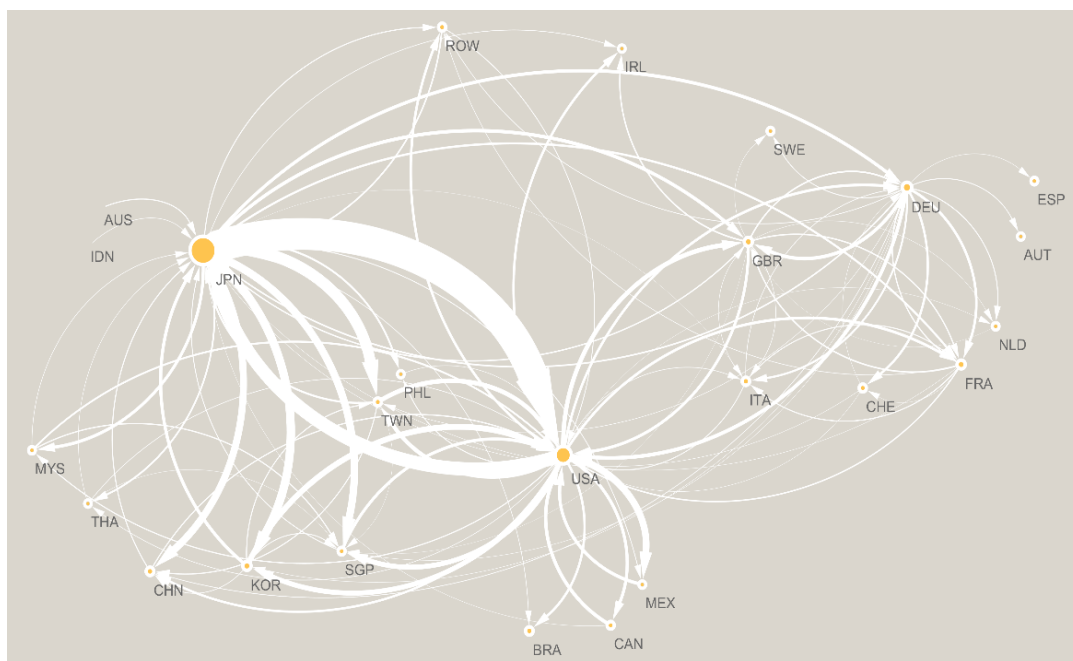 ROW
IRL
SWE
ESP
DEU
AUS
AUT
IDN
GBR
JPN
NLD
FRA
PHL
ITA
CHE
TWN
MYS
USA
THA
SGP
KOR
CHN
MEX
CAN
BRA